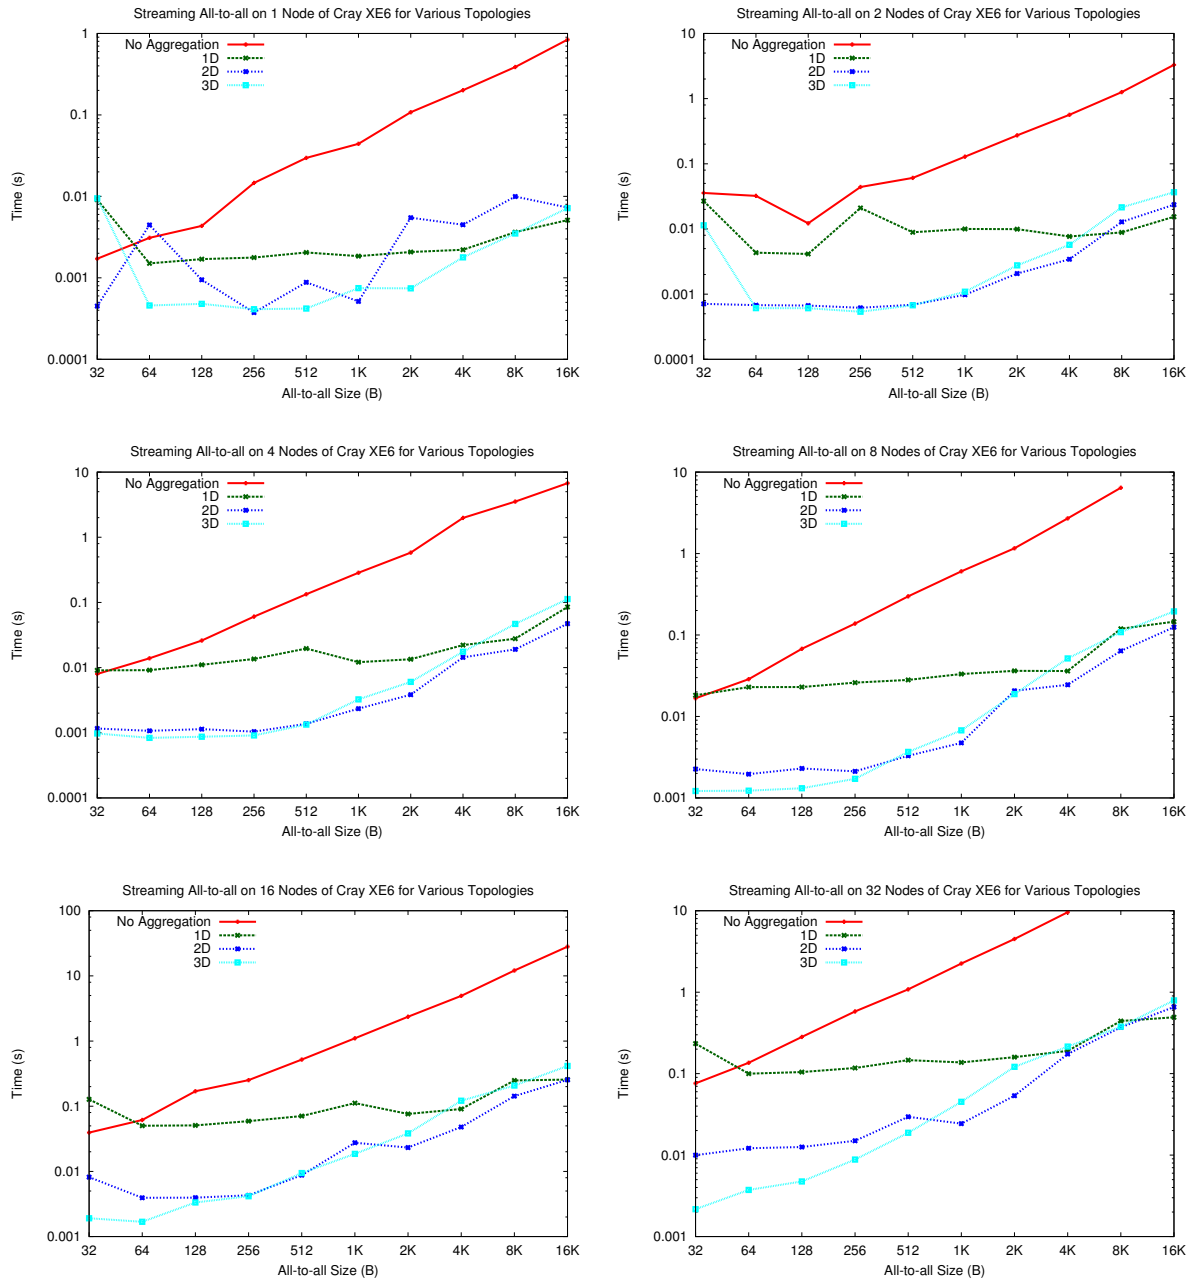 Streaming All-to-all on 1 Node of Cray XE6 for Various Topologies
No Aggregation
1D
2D
3D
1
0.1
0.01
0.001
0.0001
Time (s)
32 64 128 256 512 1K 2K 4K 8K 16K
All-to-all Size (B)
Streaming All-to-all on 2 Nodes of Cray XE6 for Various Topologies
No Aggregation
1D
2D
3D
10
1
0.1
0.01
0.001
0.0001
Time (s)
32 64 128 256 512 1K 2K 4K 8K 16K
All-to-all Size (B)
Streaming All-to-all on 4 Nodes of Cray XE6 for Various Topologies
No Aggregation
1D
2D
3D
10
1
0.1
0.01
0.001
0.0001
Time (s)
32 64 128 256 512 1K 2K 4K 8K 16K
All-to-all Size (B)
Streaming All-to-all on 8 Nodes of Cray XE6 for Various Topologies
No Aggregation
1D
2D
3D
10
1
0.1
0.01
0.001
Time (s)
32 64 128 256 512 1K 2K 4K 8K 16K
All-to-all Size (B)
Streaming All-to-all on 16 Nodes of Cray XE6 for Various Topologies
No Aggregation
1D
2D
3D
100
10
1
0.1
0.01
0.001
Time (s)
32 64 128 256 512 1K 2K 4K 8K 16K
All-to-all Size (B)
Streaming All-to-all on 32 Nodes of Cray XE6 for Various Topologies
No Aggregation
1D
2D
3D
10
1
0.1
0.01
0.001
Time (s)
32 64 128 256 512 1K 2K 4K 8K 16K
All-to-all Size (B)